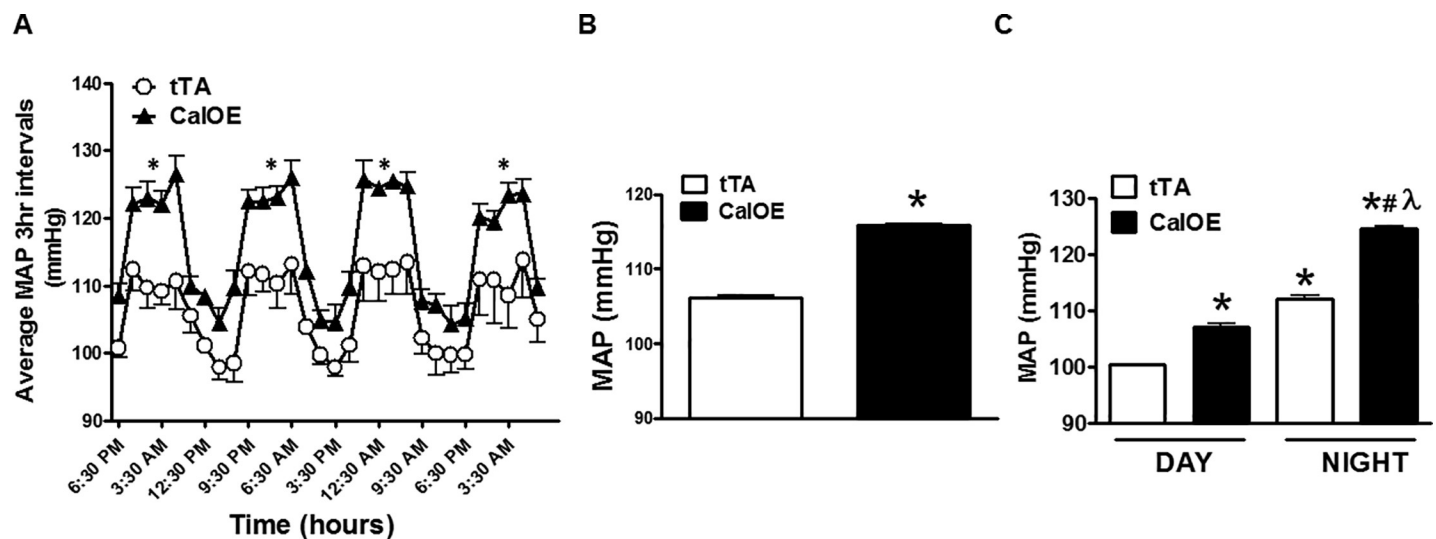 A
Average MAP 3hr intervals
(mmHg)
140
130
120
110
100
90
tTA
CalOE
*
*
*
*
6:30 PM
3:30 AM
12:30 PM
9:30 PM
6:30 AM
3:30 PM
12:30 AM
9:30 AM
6:30 PM
3:30 AM
Time (hours)
B
tTA
CalOE
MAP (mmHg)
120
110
100
90
*
C
tTA
CalOE
MAP (mmHg)
130
120
110
100
90
*
*
*# λ
DAY
NIGHT